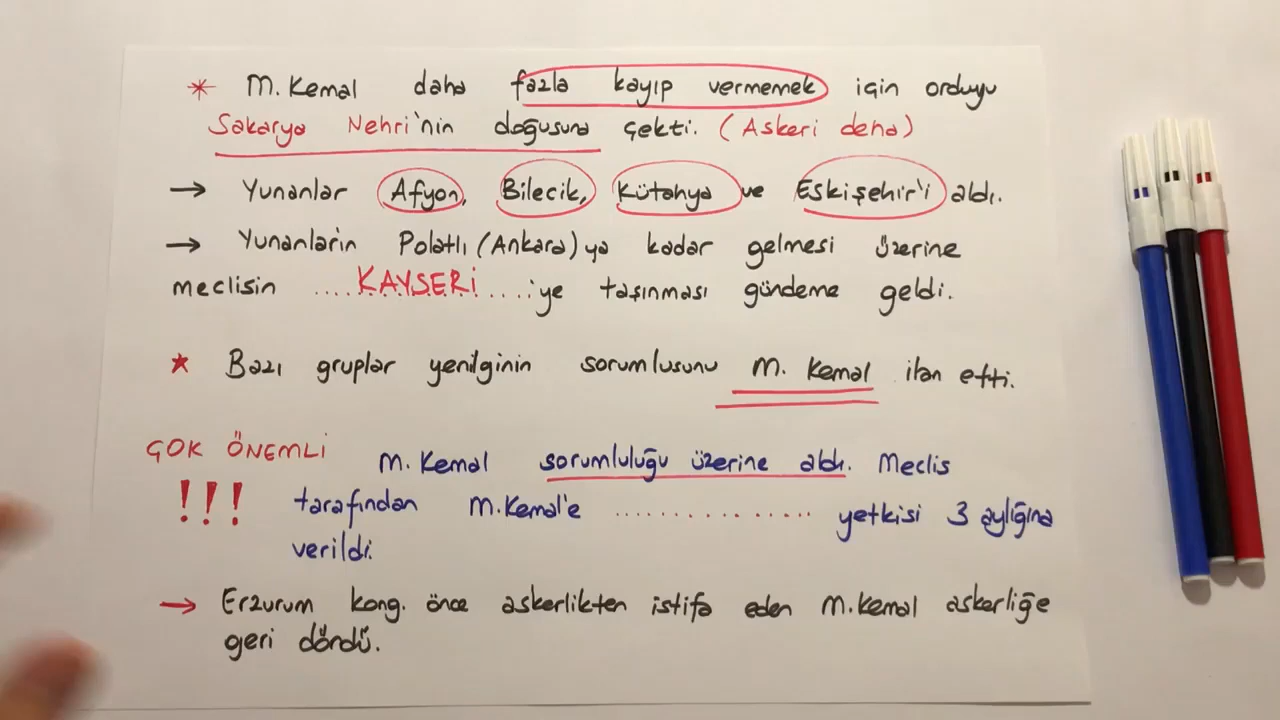 * M. Kemal daha fazla kayıp vermemek için orduyu
Sakarya Nehri'nin doğusuna çekti. (Askeri deha)
→ Yunanlar Afyon, Bilecik, Kütahya ve Eskişehir'i aldı.
→ Yunanların Polatlı (Ankara)ya kadar gelmesi üzerine
meclisin ....KAYSERİ....'ye taşınması gündeme geldi.
* Bazı gruplar yenilginin sorumlusunu M. Kemal ilan etti.
ÇOK ÖNEMLİ
!!!
M. Kemal sorumluluğu üzerine aldı. Meclis
tarafından M.Kemal'e .............. yetkisi 3 aylığına
verildi.
→ Erzurum kong. önce askerlikten istifa eden M.Kemal askerliğe
geri döndü.